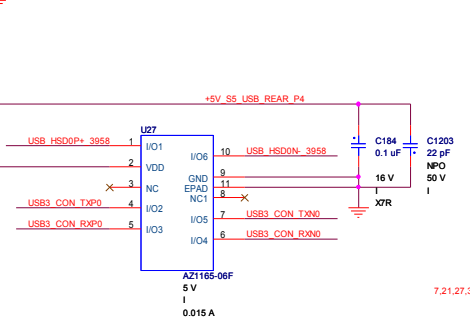 +5V_S5_USB_REAR_P4
U27
C184
0.1 uF
C1203
22 pF
NPO
50 V
I
16 V
I
X7R
USB_HSD0P+_3958
1
I/O1
I/O6
10
USB_HSD0N-_3958
2
VDD
GND
9
3
NC
EPAD
11
NC1
8
USB3_CON_TXP0
4
I/O2
I/O5
7
USB3_CON_TXN0
USB3_CON_RXP0
5
I/O3
I/O4
6
USB3_CON_RXN0
AZ1165-06F
5 V
I
0.015 A
7,21,27,3